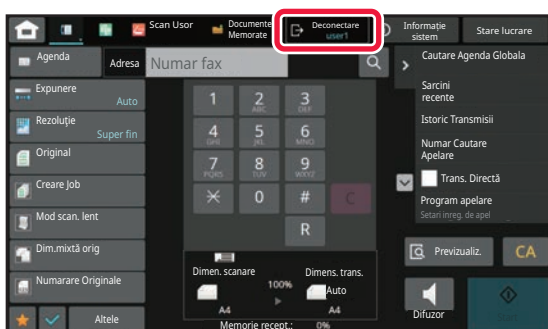 Scan Usor
Documente
Memorate
Deconectare
user1
Informație
sistem
Stare lucrare
Agenda
Adresa
Numar fax
Cautare Agenda Globala
Expunere
Auto
Rezoluţie
Super fin
Original
Creare Job
Mod scan. lent
Dim.mixtă orig
Numarare Originale
Altele
1
2 ABC
3 DEF
4 GHI
5 JKL
6 MNO
7 PQRS
8 TUV
9 WXYZ
0
#
C
R
Dimen. scanare
100%
Dimens. trans.
Auto
A4
A4
Memorie recept.: 0%
Sarcini
recente
Istoric Transmisii
Numar Cautare
Apelare
Trans. Directă
Program apelare
Setari inreg. de apel
Previzualiz.
CA
Difuzor
Start